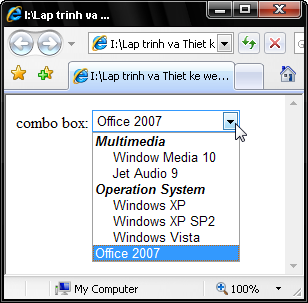 I:\Lap trinh va ...
I:\Lap trinh va Thiet k
I:\Lap trinh va Thiet ke we...
combo box: Office 2007
Multimedia
Window Media 10
Jet Audio 9
Operation System
Windows XP
Windows XP SP2
Windows Vista
Office 2007
My Computer
100%